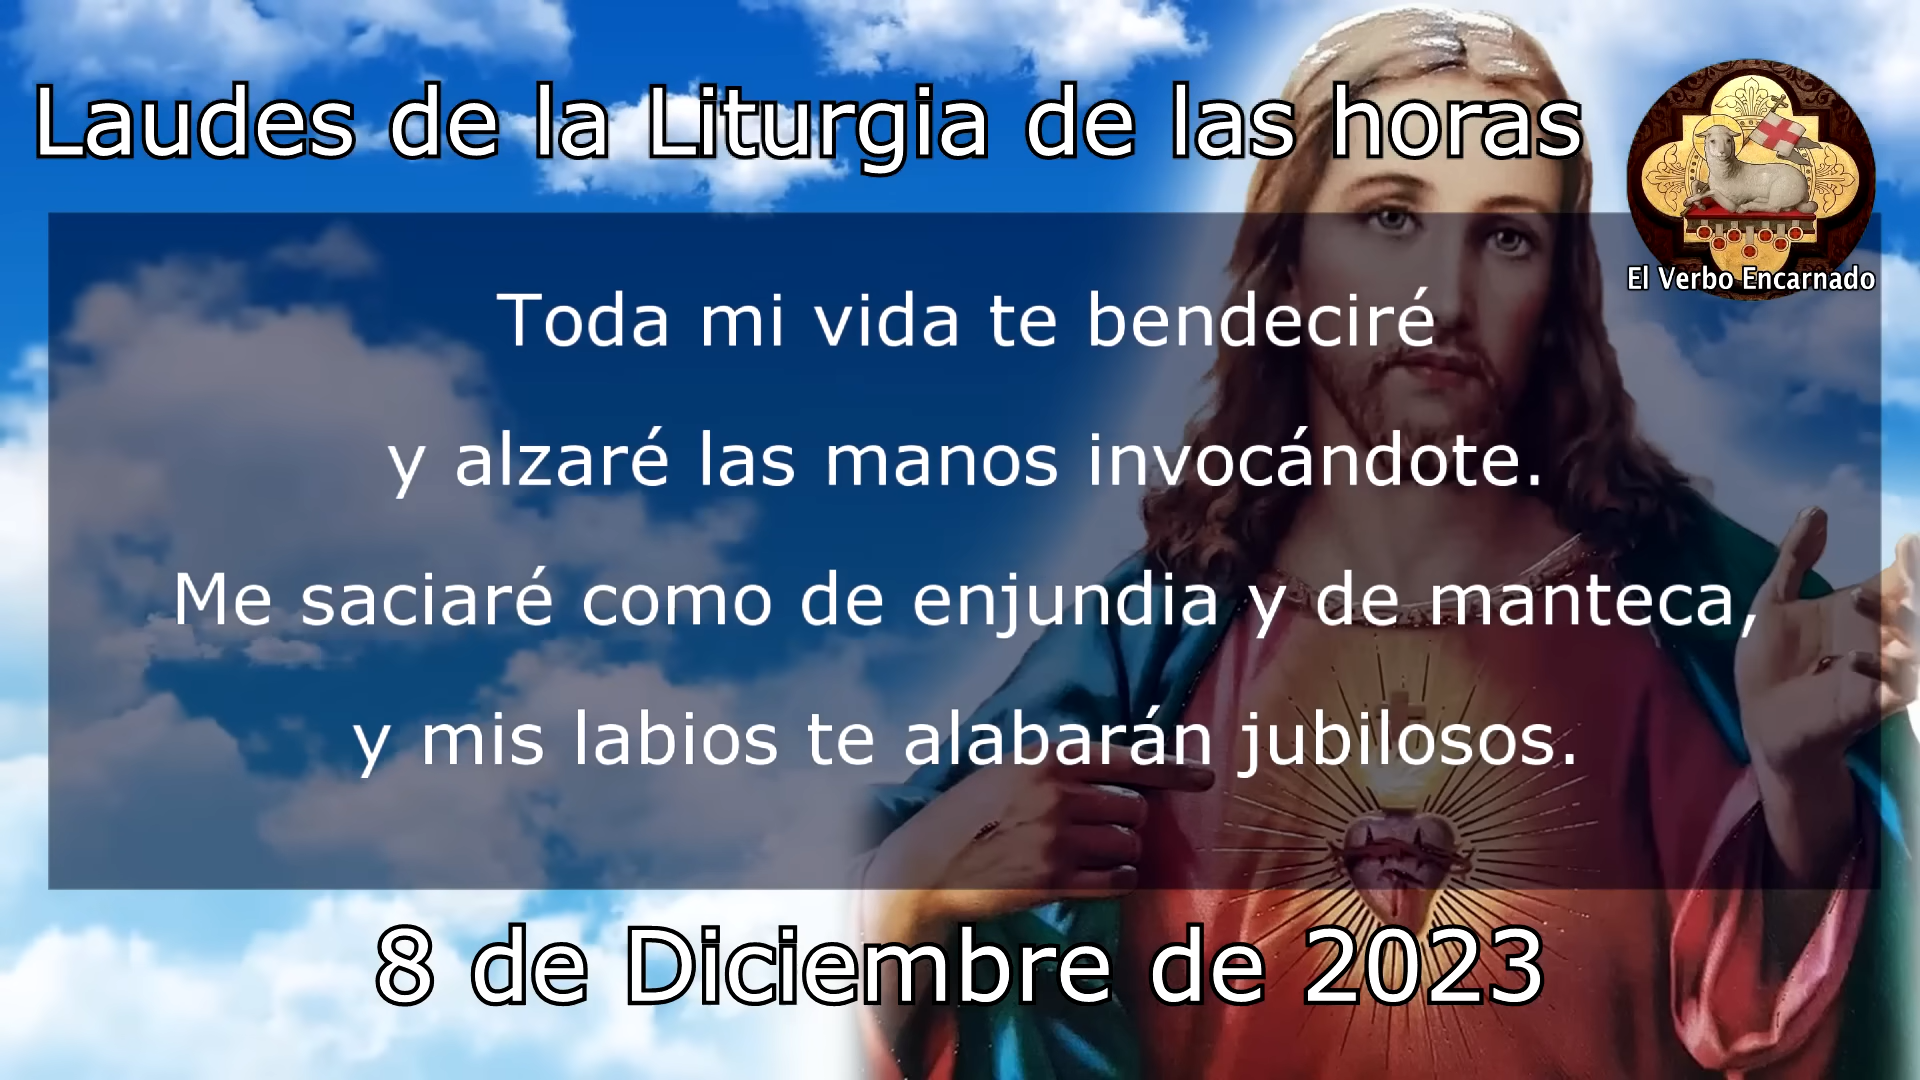 Laudes de la Liturgia de las horas
El Verbo Encarnado
Toda mi vida te bendeciré
y alzaré las manos invocándote.
Me saciaré como de enjundia y de manteca,
y mis labios te alabarán jubilosos.
8 de Diciembre de 2023